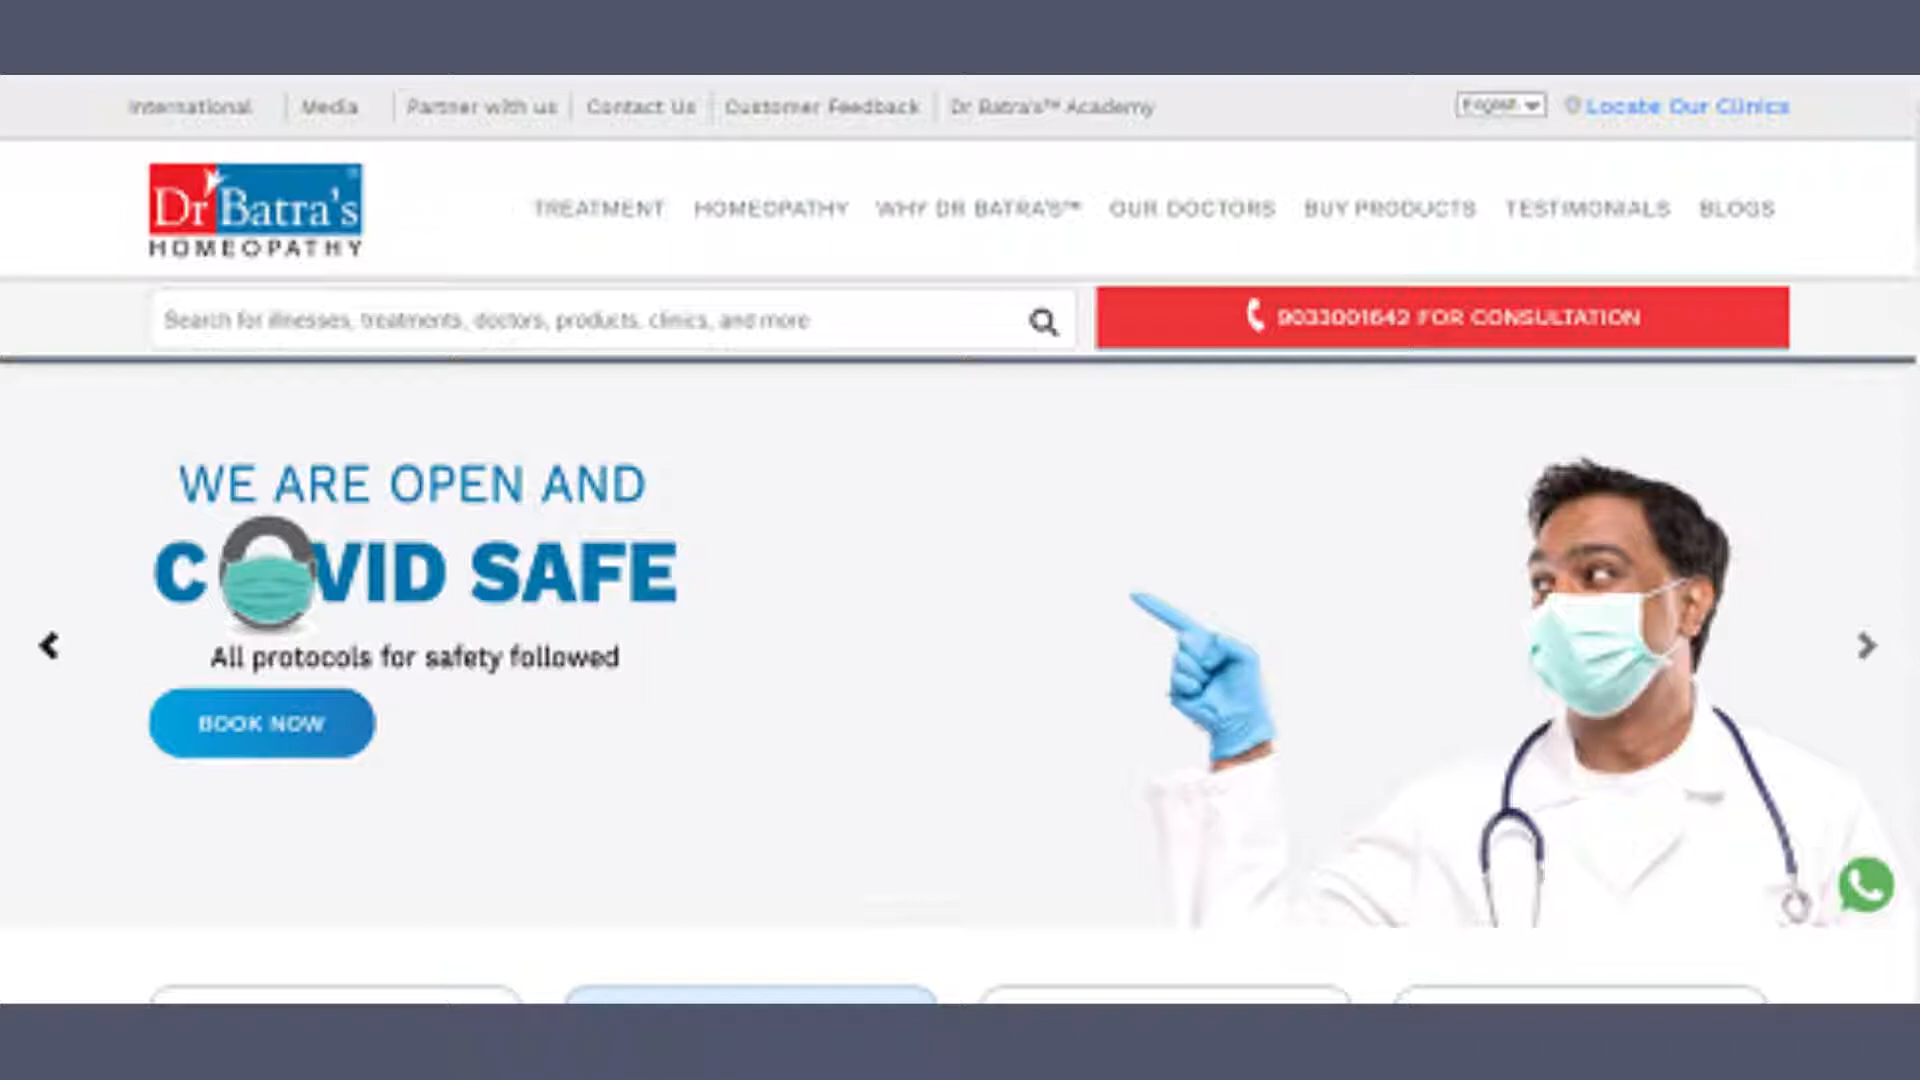 International Media Partner with us Contact Us Customer Feedback Dr Batra's™ Academy English Locate Our Clinics
Dr Batra's®
HOMEOPATHY
TREATMENT HOMEOPATHY WHY DR BATRA'S™ OUR DOCTORS BUY PRODUCTS TESTIMONIALS BLOGS
Search for illnesses, treatments, doctors, products, clinics, and more
9033001642 FOR CONSULTATION
WE ARE OPEN AND
COVID SAFE
All protocols for safety followed
BOOK NOW